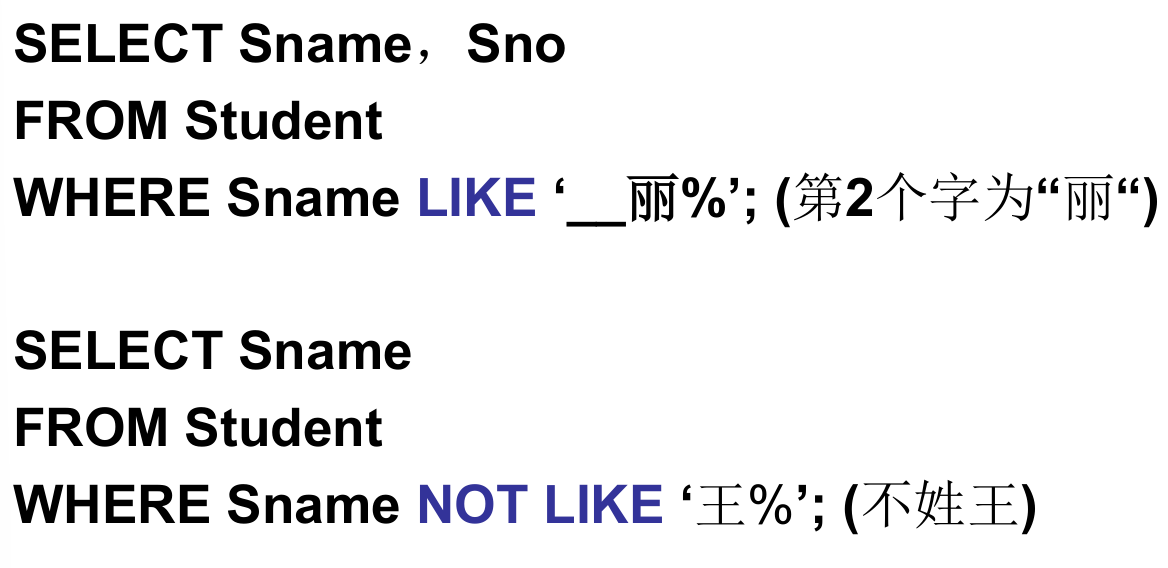 SELECT Sname，Sno
FROM Student
WHERE Sname LIKE ‘__丽%’; (第2个字为“丽“)
SELECT Sname
FROM Student
WHERE Sname NOT LIKE ‘王%’; (不姓王)